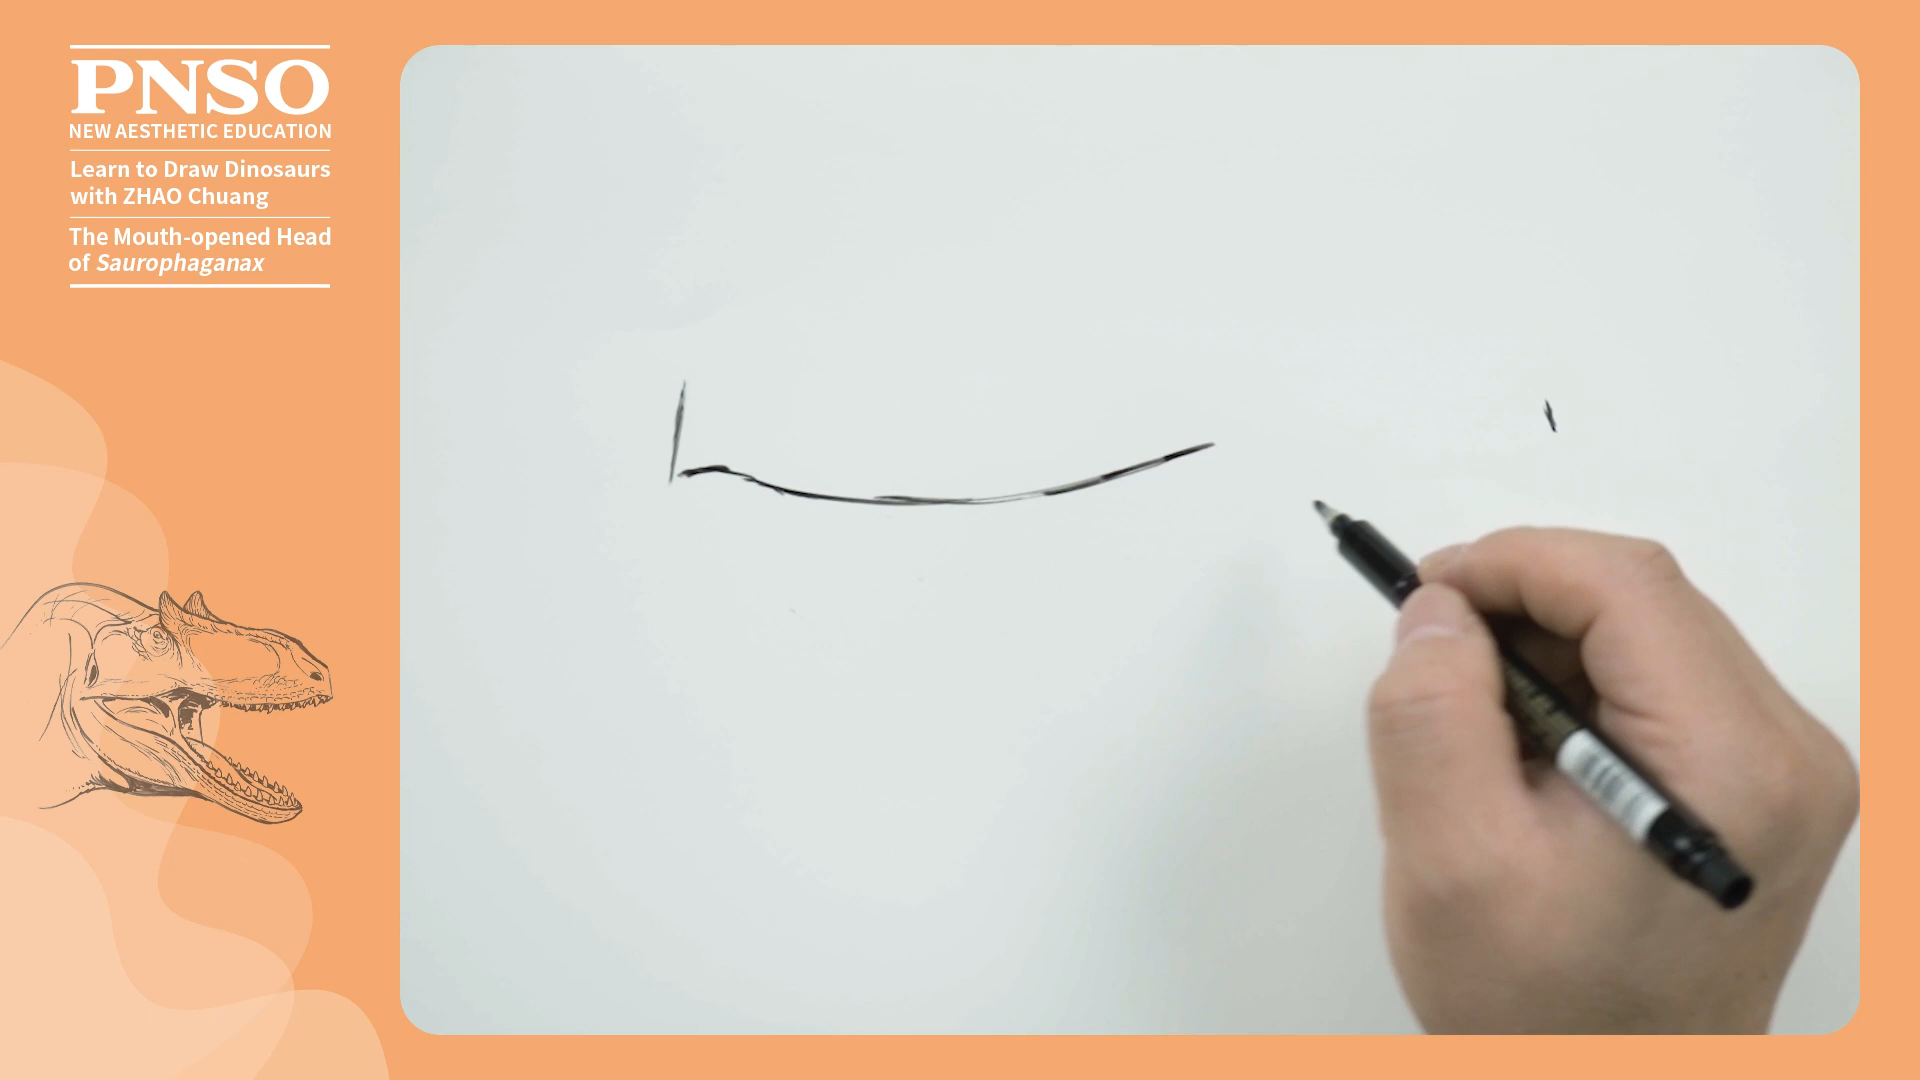 PNSO
NEW AESTHETIC EDUCATION
Learn to Draw Dinosaurs
with ZHAO Chuang
The Mouth-opened Head
of Saurophaganax